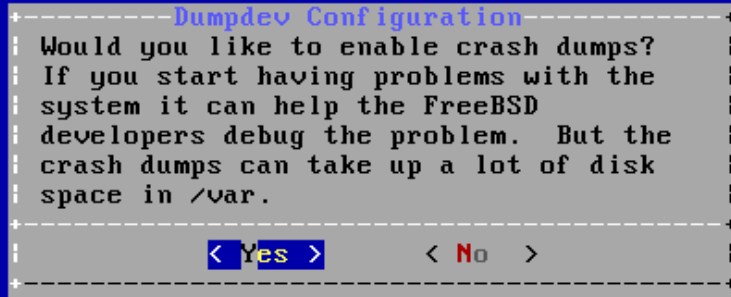 Dumpdev Configuration
Would you like to enable crash dumps?
If you start having problems with the
system it can help the FreeBSD
developers debug the problem.  But the
crash dumps can take up a lot of disk
space in /var.
< Yes >    < No  >